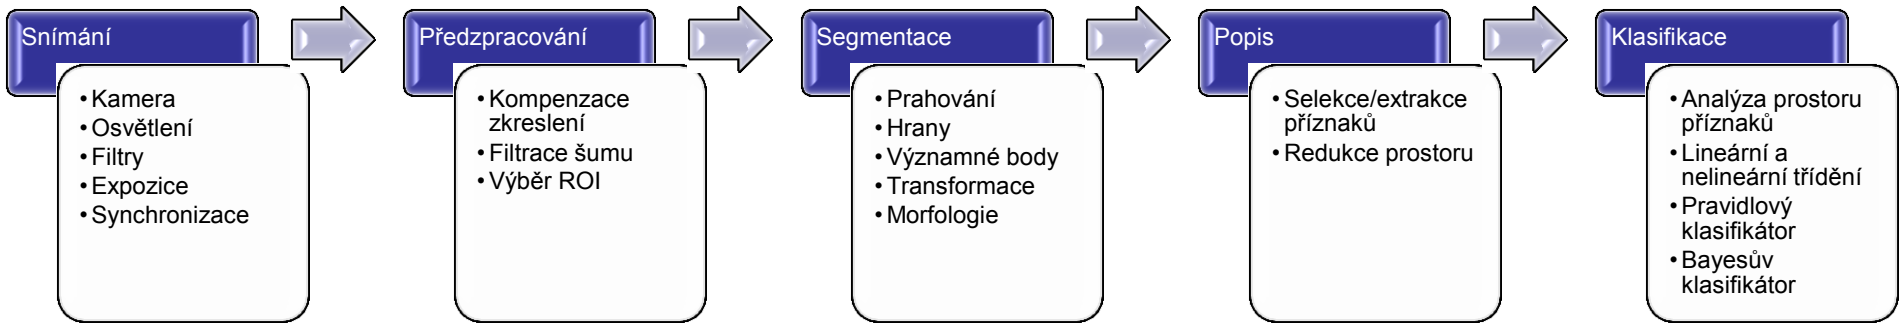 Snímání
• Kamera
• Osvětlení
• Filtry
• Expozice
• Synchronizace
Předzpracování
• Kompenzace
zkreslení
• Filtrace šumu
• Výběr ROI
Segmentace
• Prahování
• Hrany
• Významné body
• Transformace
• Morfologie
Popis
• Selekce/extrakce
příznaků
• Redukce prostoru
Klasifikace
• Analýza prostoru
příznaků
• Lineární a
nelineární třídění
• Pravidlový
klasifikátor
• Bayesův
klasifikátor